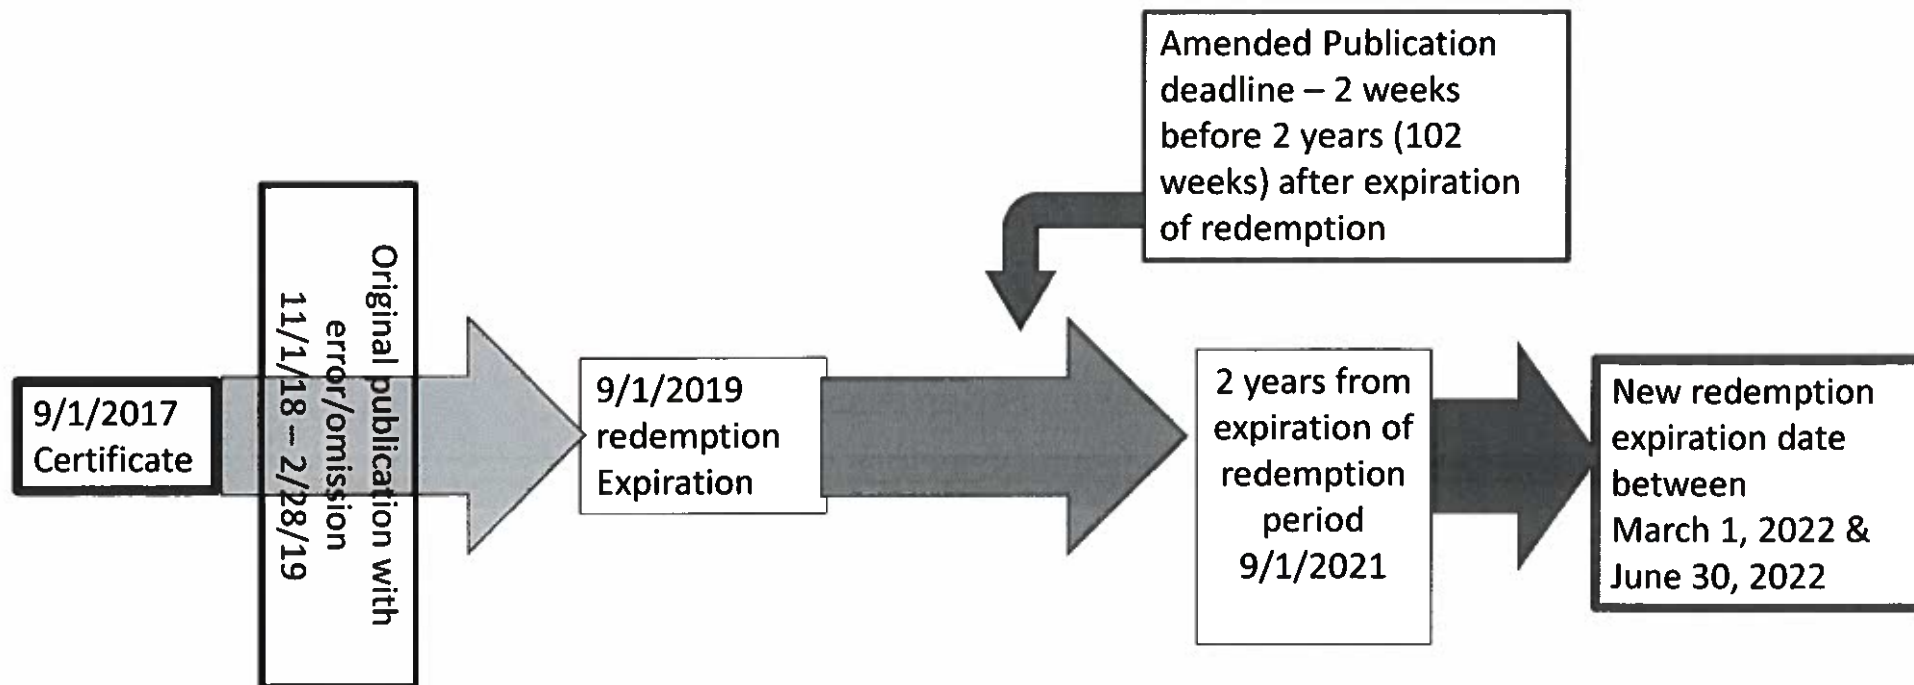 9/1/2017
Certificate
Original publication with
error/omission
11/1/18 – 2/28/19
9/1/2019
redemption
Expiration
Amended Publication
deadline – 2 weeks
before 2 years (102
weeks) after expiration
of redemption
2 years from
expiration of
redemption
period
9/1/2021
New redemption
expiration date
between
March 1, 2022 &
June 30, 2022